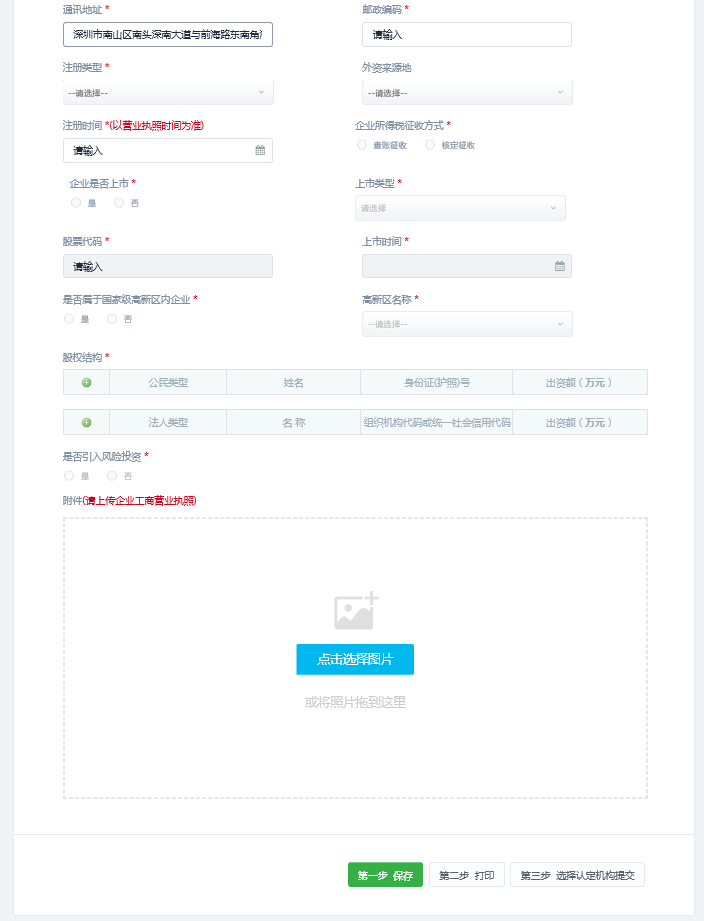 通讯地址 * 邮政编码 *
深圳市南山区南头深南大道与前海路东南角 请输入
注册类型 * 外资来源地
--请选择-- --请选择--
注册时间 *(以营业执照时间为准) 企业所得税征收方式 *
请输入 查账征收 核定征收
企业是否上市 * 上市类型 *
是 否 请选择
股票代码 * 上市时间 *
请输入
是否属于国家级高新区内企业 * 高新区名称 *
是 否 --请选择--
股权结构 *
公民类型 姓名 身份证(护照)号 出资额(万元)
法人类型 名 称 组织机构代码或统一社会信用代码 出资额(万元)
是否引入风险投资 *
是 否
附件(请上传企业工商营业执照)
点击选择图片
或将照片拖到这里
第一步 保存 第二步 打印 第三步 选择认定机构提交